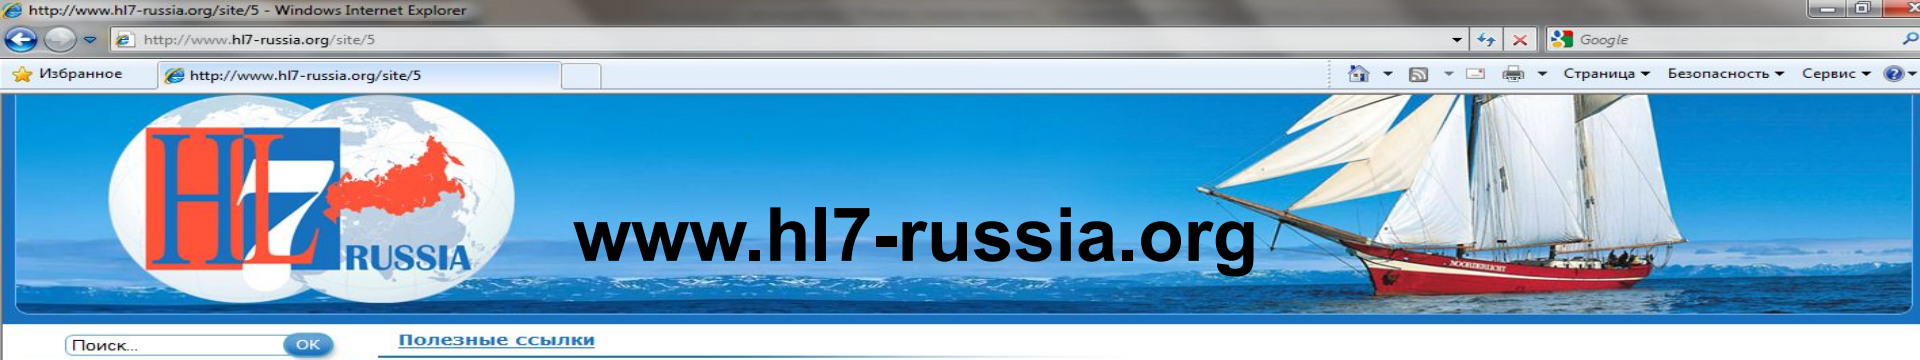 http://www.hl7-russia.org/site/5 - Windows Internet Explorer
http://www.hl7-russia.org/site/5
Google
Избранное
http://www.hl7-russia.org/site/5
Страница
Безопасность
Сервис
HL7
RUSSIA
www.hl7-russia.org
NOORDERLICHT
Поиск...
ОК
Полезные ссылки